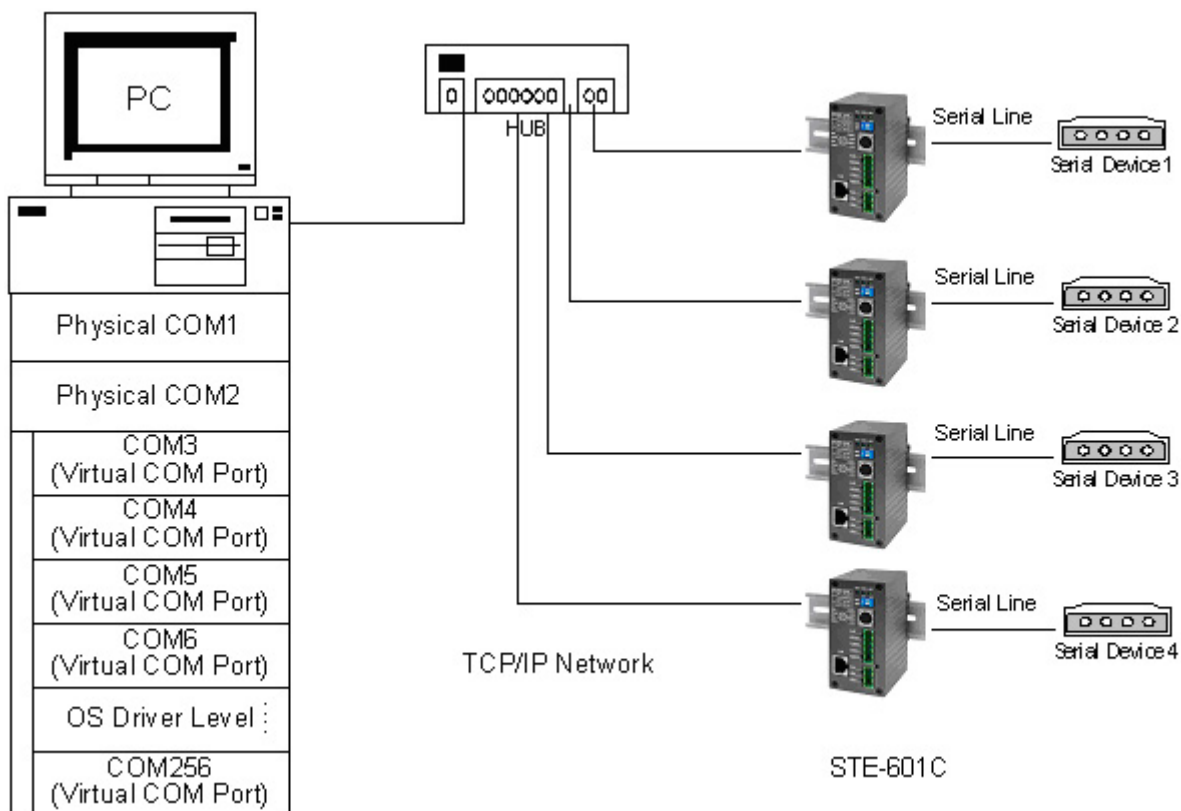 PC
Physical COM1
Physical COM2
COM3
(Virtual COM Port)
COM4
(Virtual COM Port)
COM5
(Virtual COM Port)
COM6
(Virtual COM Port)
OS Driver Level
COM256
(Virtual COM Port)
HUB
TCP/IP Network
Serial Line
Serial Device 1
Serial Line
Serial Device 2
Serial Line
Serial Device 3
Serial Line
Serial Device 4
STE-601C